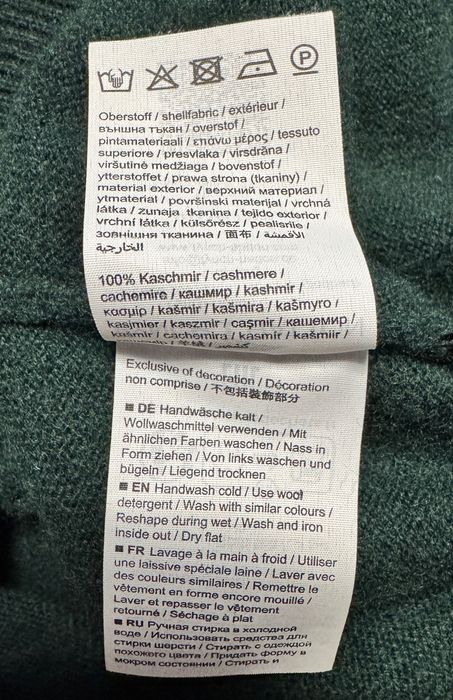 P
Oberstoff / shellfabric / extérieur /
външна тъкан / overstof /
pintamateriaali / επάνω μέρος / tessuto
superiore / presvlaka / virsdrāna /
viršutinė medžiaga / bovenstof /
ytterstoffet / prawa strona (tkaniny) /
material exterior / верхний материал /
ytmaterial / površinski materijal / vrchná
látka / zunaja tkanina / tejido exterior /
vrchní látka / külsőrész / pealisriie /
зовнішня тканина / 面布 / الأقمشة
الخارجية
100% Kaschmir / cashmere /
cachemire / кашмир / kashmir /
κασμίρ / kašmir / kašmira / kašmyro /
kasjmier / kaszmir / caşmir / кашемир /
kašmír / cachemira / kasmír / kašmiir /
Exclusive of decoration / Décoration
non comprise / 不包括裝飾部分
■ DE Handwäsche kalt /
Wollwaschmittel verwenden / Mit
ähnlichen Farben waschen / Nass in
Form ziehen / Von links waschen und
bügeln / Liegend trocknen
■ EN Handwash cold / Use wool
detergent / Wash with similar colours /
Reshape during wet / Wash and iron
inside out / Dry flat
■ FR Lavage à la main à froid / Utiliser
une laissive spéciale laine / Laver avec
des couleurs similaires / Remettre le
vêtement en forme encore mouillé /
Laver et repasser le vêtement
retourné / Séchage à plat
■ RU Ручная стирка в холодной
воде / Использовать средства для
стирки шерсти / Стирать с одеждой
похожего цвета / Придать форму в
мокром состоянии / Стирать и